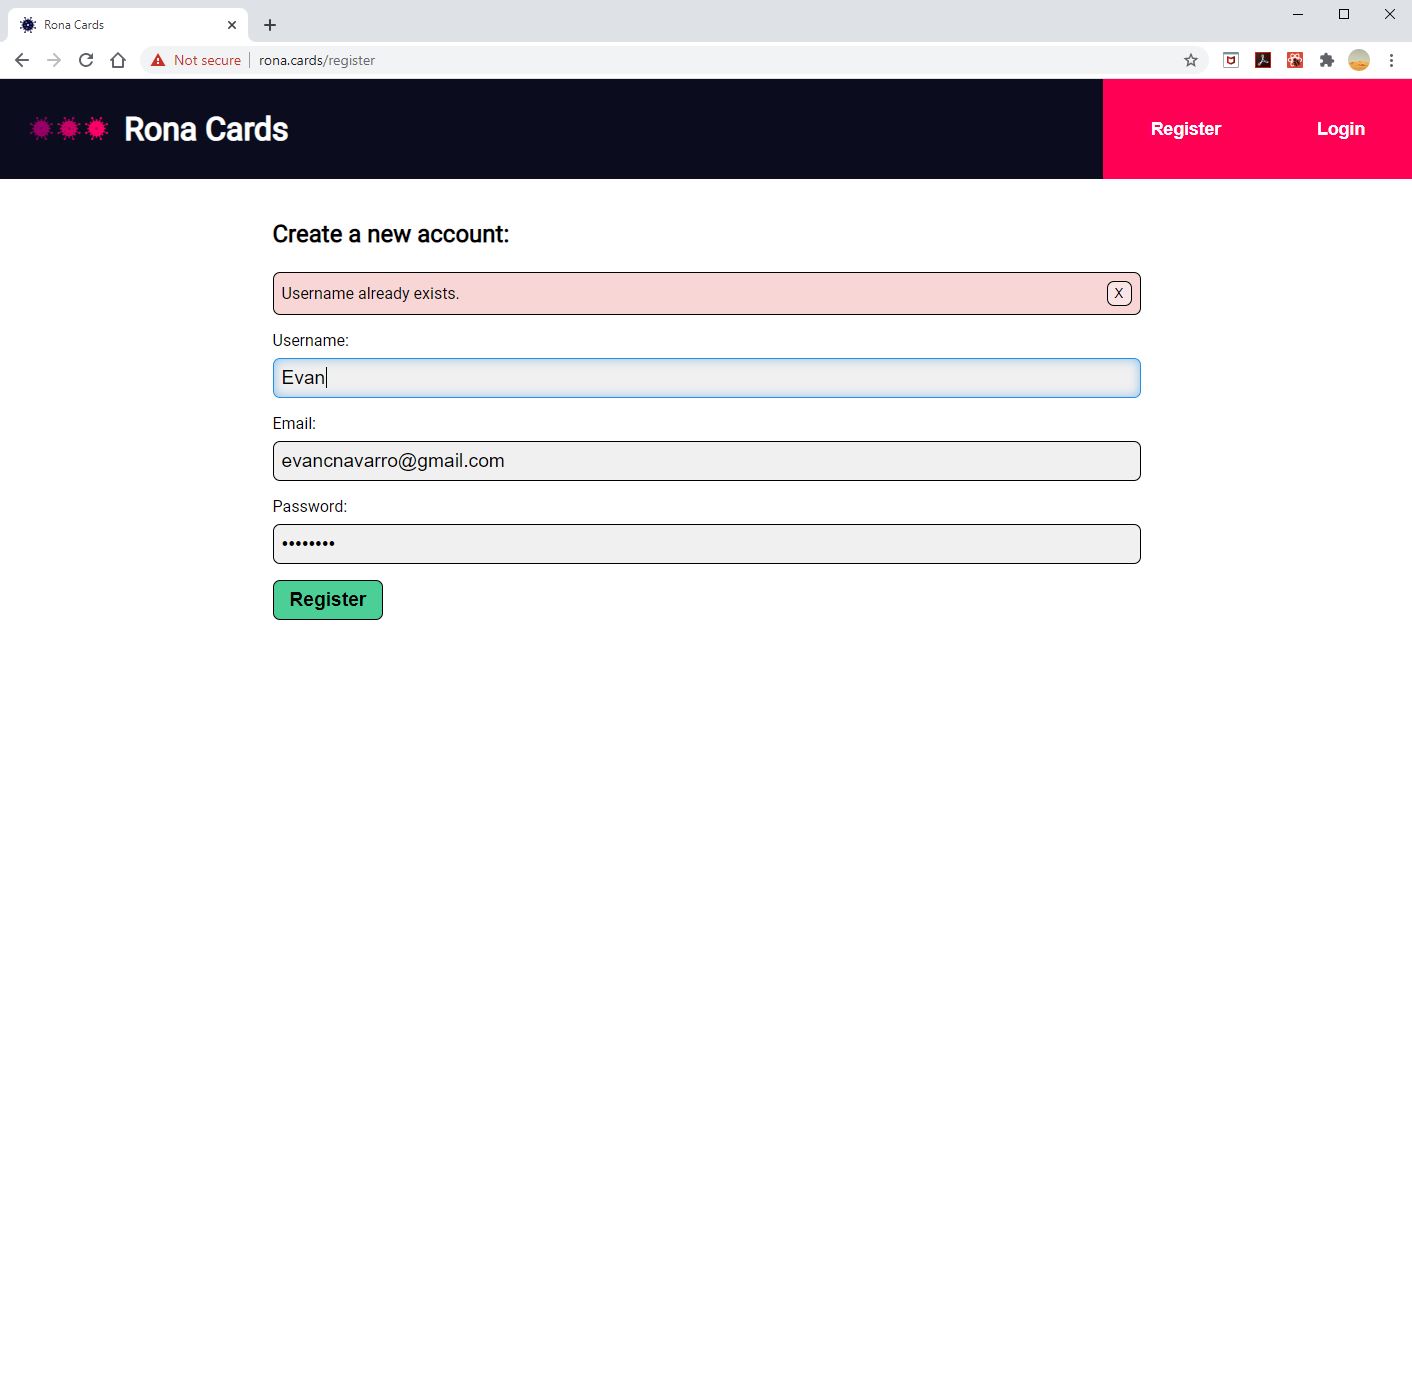 Rona Cards
Not secure rona.cards/register
Rona Cards
Register Login
Create a new account:
Username already exists.
X
Username:
Evan
Email:
evancnavarro@gmail.com
Password:
••••••••
Register